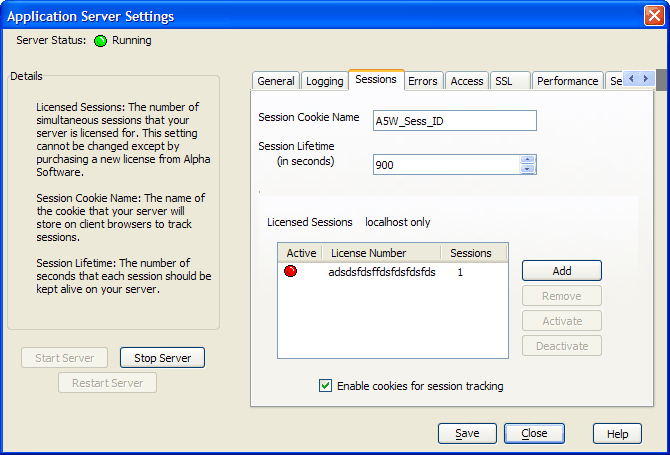 Application Server Settings
Server Status: Running
Details
Licensed Sessions: The number of
simultaneous sessions that your
server is licensed for. This setting
cannot be changed except by
purchasing a new license from Alpha
Software.
Session Cookie Name: The name of
the cookie that your server will
store on client browsers to track
sessions.
Session Lifetime: The number of
seconds that each session should be
kept alive on your server.
Start Server Stop Server
Restart Server
General Logging Sessions Errors Access SSL Performance Se
Session Cookie Name A5W_Sess_ID
Session Lifetime
(in seconds) 900
Licensed Sessions localhost only
Active License Number Sessions
adsdsfdsffdsfdsfdsfds 1
Add
Remove
Activate
Deactivate
Enable cookies for session tracking
Save Close Help